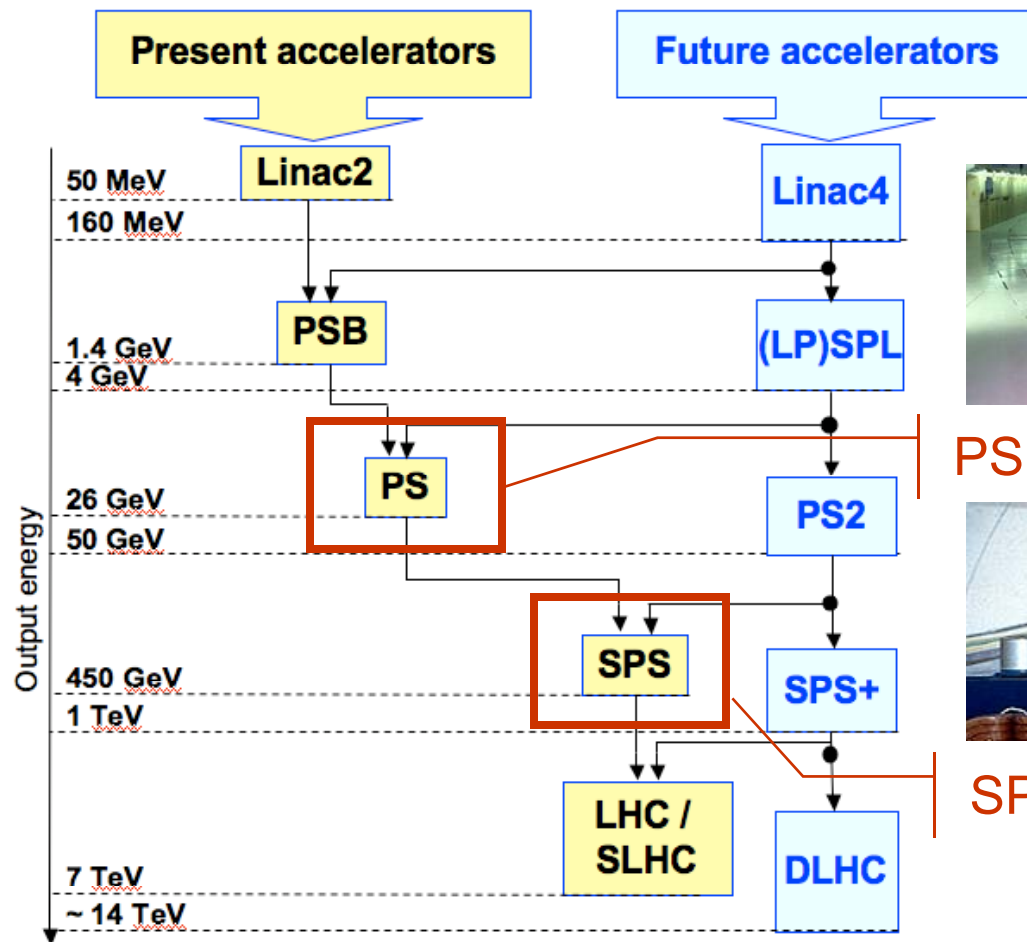 Present accelerators
Future accelerators
Output energy
50 MeV
Linac2
Linac4
160 MeV
PSB
(LP)SPL
1.4 GeV
4 GeV
PS
PS
PS2
26 GeV
50 GeV
SPS
SPS+
450 GeV
1 TeV
SP
LHC /
SLHC
DLHC
7 TeV
~ 14 TeV